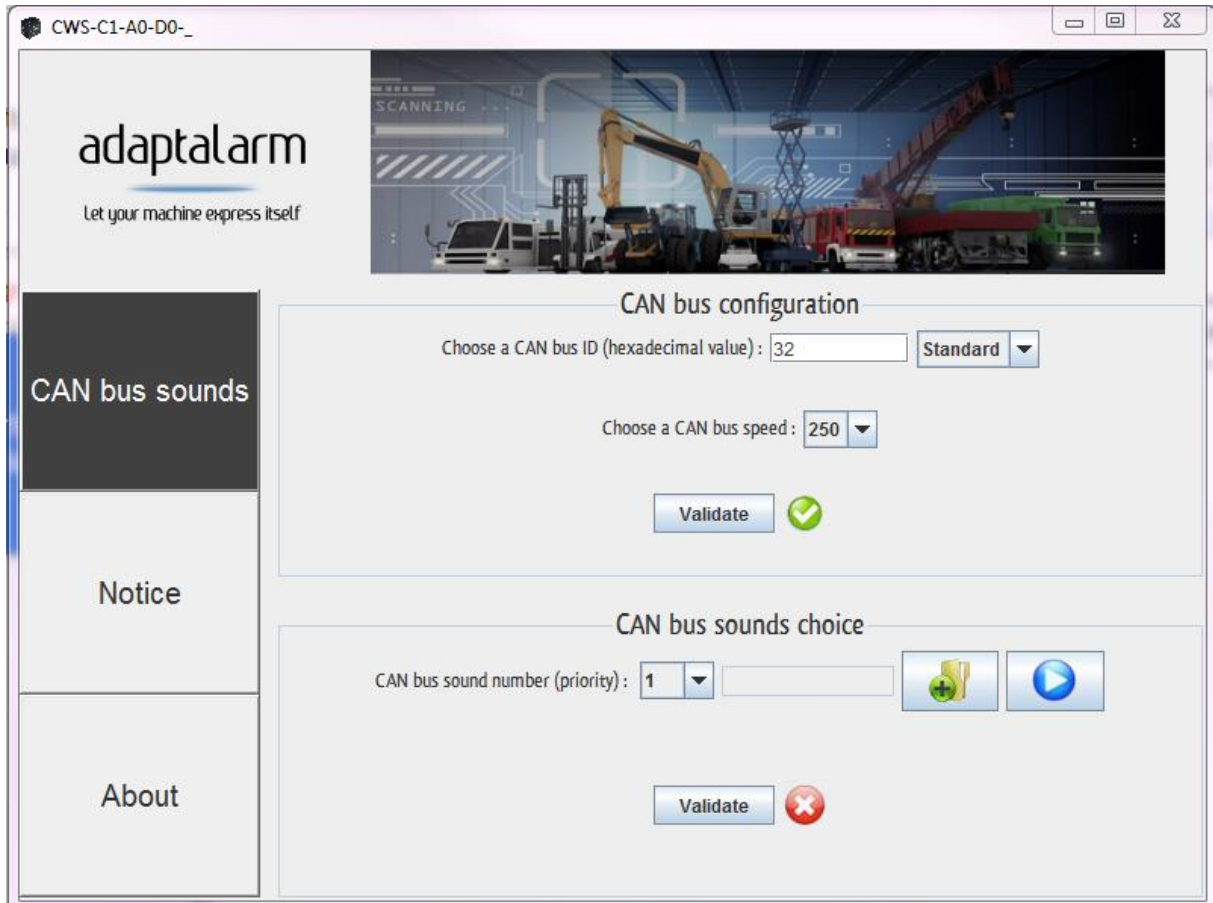 CWS-C1-A0-D0-_
SCANNING ...
adaptalarm
Let your machine express itself
CAN bus configuration
Choose a CAN bus ID (hexadecimal value) : 32 Standard
CAN bus sounds
Choose a CAN bus speed : 250
Validate
Notice
CAN bus sounds choice
CAN bus sound number (priority) : 1
About
Validate